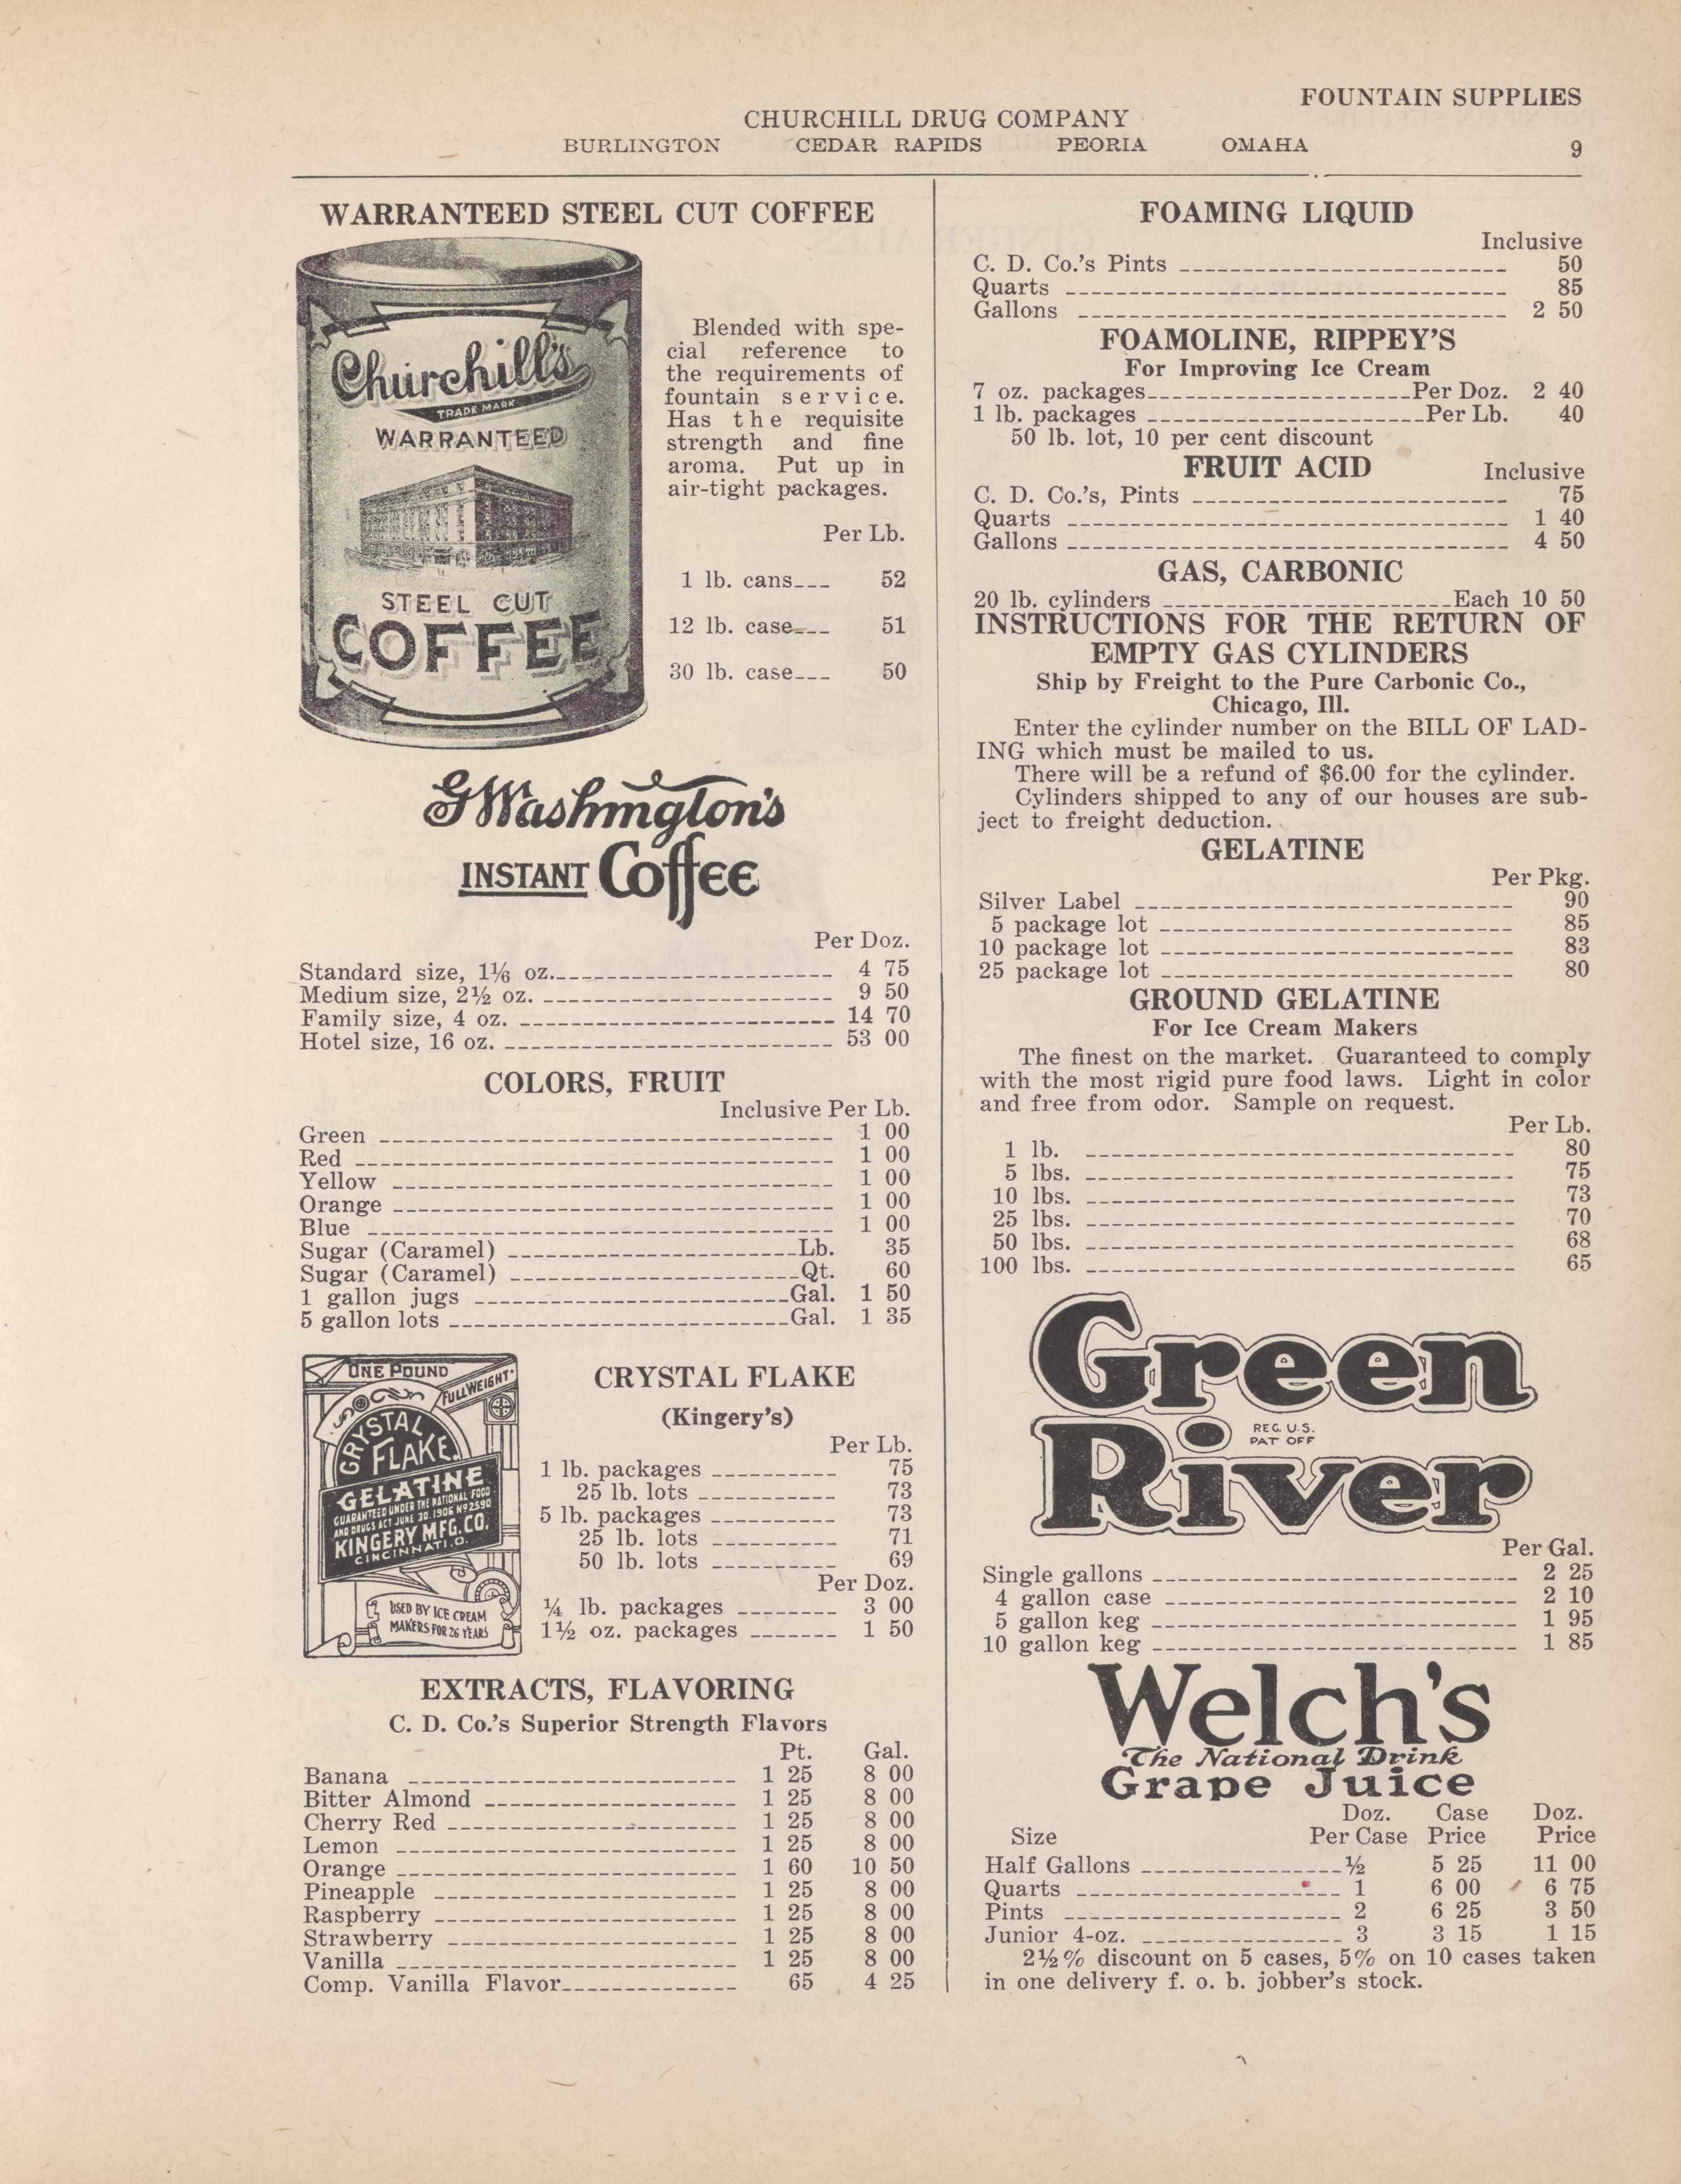 FOUNTAIN SUPPLIES
CHURCHILL DRUG COMPANY
BURLINGTON CEDAR RAPIDS PEORIA OMAHA
9
WARRANTEED STEEL CUT COFFEE
Churchill's
TRADE MARK
WARRANTEED
STEEL CUT
COFFEE
Blended with spe-
cial reference to
the requirements of
fountain service.
Has the requisite
strength and fine
aroma. Put up in
air-tight packages.
Per Lb.
1 lb. cans--- 52
12 lb. case--- 51
30 lb. case--- 50
G Washington's
INSTANT Coffee
Per Doz.
Standard size, 1⅙ oz. 4 75
Medium size, 2½ oz. 9 50
Family size, 4 oz. 14 70
Hotel size, 16 oz. 53 00
COLORS, FRUIT
Inclusive Per Lb.
Green 1 00
Red 1 00
Yellow 1 00
Orange 1 00
Blue 1 00
Sugar (Caramel) Lb. 35
Sugar (Caramel) Qt. 60
1 gallon jugs Gal. 1 50
5 gallon lots Gal. 1 35
ONE POUND
FULL WEIGHT
CRYSTAL
FLAKE
GELATINE
GUARANTEED UNDER THE NATIONAL FOOD
AND DRUGS ACT JUNE 30.1906 No 2590
KINGERY MFG. CO.
CINCINNATI.O.
USED BY ICE CREAM
MAKERS FOR 26 YEARS
CRYSTAL FLAKE
(Kingery's)
Per Lb.
1 lb. packages 75
25 lb. lots 73
5 lb. packages 73
25 lb. lots 71
50 lb. lots 69
Per Doz.
¼ lb. packages 3 00
1½ oz. packages 1 50
EXTRACTS, FLAVORING
C. D. Co.'s Superior Strength Flavors
Pt. Gal.
Banana 1 25 8 00
Bitter Almond 1 25 8 00
Cherry Red 1 25 8 00
Lemon 1 25 8 00
Orange 1 60 10 50
Pineapple 1 25 8 00
Raspberry 1 25 8 00
Strawberry 1 25 8 00
Vanilla 1 25 8 00
Comp. Vanilla Flavor 65 4 25
FOAMING LIQUID
Inclusive
C. D. Co.'s Pints 50
Quarts 85
Gallons 2 50
FOAMOLINE, RIPPEY'S
For Improving Ice Cream
7 oz. packages Per Doz. 2 40
1 lb. packages Per Lb. 40
50 lb. lot, 10 per cent discount
FRUIT ACID Inclusive
C. D. Co.'s, Pints 75
Quarts 1 40
Gallons 4 50
GAS, CARBONIC
20 lb. cylinders Each 10 50
INSTRUCTIONS FOR THE RETURN OF
EMPTY GAS CYLINDERS
Ship by Freight to the Pure Carbonic Co.,
Chicago, Ill.
Enter the cylinder number on the BILL OF LAD-
ING which must be mailed to us.
There will be a refund of $6.00 for the cylinder.
Cylinders shipped to any of our houses are sub-
ject to freight deduction.
GELATINE
Per Pkg.
Silver Label 90
5 package lot 85
10 package lot 83
25 package lot 80
GROUND GELATINE
For Ice Cream Makers
The finest on the market. Guaranteed to comply
with the most rigid pure food laws. Light in color
and free from odor. Sample on request.
Per Lb.
1 lb. 80
5 lbs. 75
10 lbs. 73
25 lbs. 70
50 lbs. 68
100 lbs. 65
Green
River
REG. U.S.
PAT OFF
Per Gal.
Single gallons 2 25
4 gallon case 2 10
5 gallon keg 1 95
10 gallon keg 1 85
Welch's
The National Drink
Grape Juice
Doz. Case Doz.
Size Per Case Price Price
Half Gallons ½ 5 25 11 00
Quarts 1 6 00 6 75
Pints 2 6 25 3 50
Junior 4-oz. 3 3 15 1 15
2½% discount on 5 cases, 5% on 10 cases taken
in one delivery f. o. b. jobber's stock.